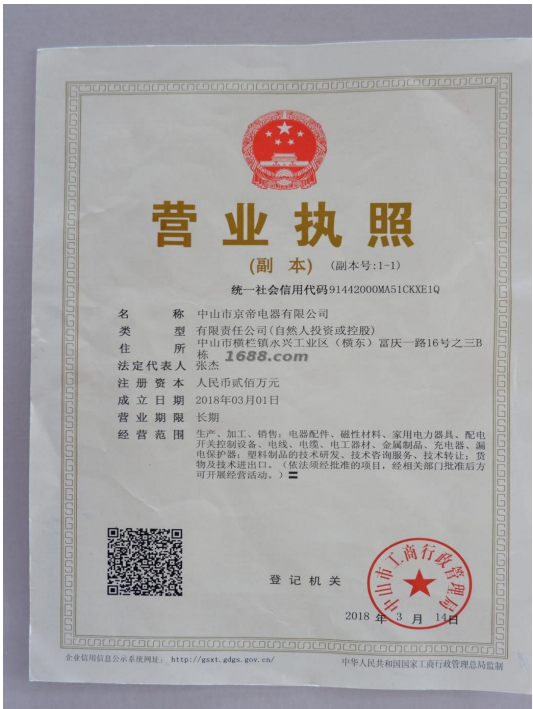 营业执照
(副 本) (副本号:1-1)
统一社会信用代码91442000MA51CKXE1Q
名 称 中山市京帝电器有限公司
类 型 有限责任公司(自然人投资或控股)
住 所 中山市横栏镇永兴工业区（横东）富庆一路16号之三B
栋
1688.com
法定代表人 张杰
注册资本 人民币贰佰万元
成立日期 2018年03月01日
营业期限 长期
经营范围 生产、加工、销售：电器配件、磁性材料、家用电力器具、配电
开关控制设备、电线、电缆、电工器材、金属制品、充电器、漏
电保护器；塑料制品的技术研发、技术咨询服务、技术转让；货
物及技术进出口。（依法须经批准的项目，经相关部门批准后方
可开展经营活动。）〓
登记机关
中山市工商行政管理局
2018 年 3 月 14日
企业信用信息公示系统网址： http://gsxt.gdgs.gov.cn/
中华人民共和国国家工商行政管理总局监制